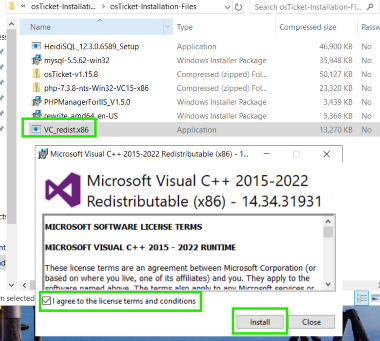 osTicket-Installati... > osTicket-Installation-Files
Search osTicket-Installation-Fi...
Name
Type
Compressed size
HeidiSQL_12.3.0.6589_Setup Application 46,900 KB
mysql-5.5.62-win32 Windows Installer Package 35,948 KB
osTicket-v1.15.8 Compressed (zipped) Fol... 50,127 KB
php-7.3.8-nts-Win32-VC15-x86 Compressed (zipped) Fol... 23,320 KB
PHPManagerForIIS_V1.5.0 Windows Installer Package 3,439 KB
rewrite_amd64_en-US Windows Installer Package 5,366 KB
VC_redist.x86 Application 13,270 KB
Microsoft Visual C++ 2015-2022 Redistributable (x86) - 1...
Microsoft Visual C++ 2015-2022
Redistributable (x86) - 14.34.31931
MICROSOFT SOFTWARE LICENSE TERMS
MICROSOFT VISUAL C++ 2015 - 2022 RUNTIME
These license terms are an agreement between Microsoft Corporation (or
based on where you live, one of its affiliates) and you. They apply to the
software named above. The terms also apply to any Microsoft services or
I agree to the license terms and conditions
Install
Close